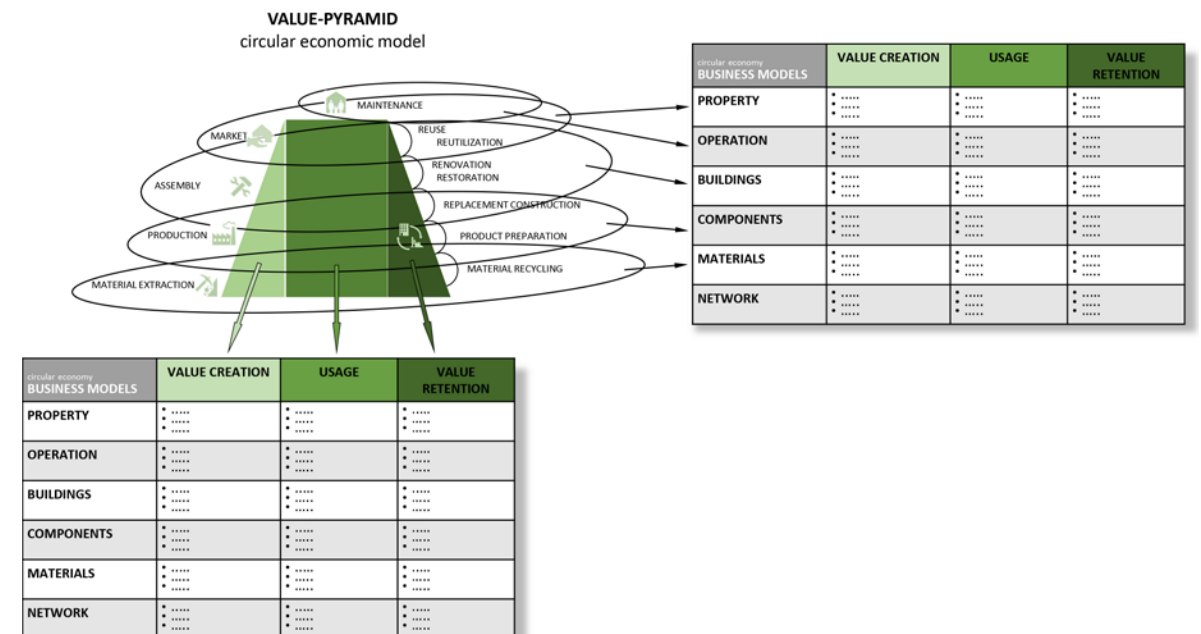 VALUE-PYRAMID
circular economic model
MAINTENANCE
MARKET
REUSE
REUTILIZATION
RENOVATION
RESTORATION
ASSEMBLY
REPLACEMENT CONSTRUCTION
PRODUCTION
PRODUCT PREPARATION
MATERIAL RECYCLING
MATERIAL EXTRACTION
circular economy
BUSINESS MODELS
VALUE CREATION
USAGE
VALUE
RETENTION
PROPERTY
• .....
• .....
• .....
• .....
• .....
• .....
• .....
• .....
• .....
OPERATION
• .....
• .....
• .....
• .....
• .....
• .....
• .....
• .....
• .....
BUILDINGS
• .....
• .....
• .....
• .....
• .....
• .....
• .....
• .....
• .....
COMPONENTS
• .....
• .....
• .....
• .....
• .....
• .....
• .....
• .....
• .....
MATERIALS
• .....
• .....
• .....
• .....
• .....
• .....
• .....
• .....
• .....
NETWORK
• .....
• .....
• .....
• .....
• .....
• .....
• .....
• .....
• .....
circular economy
BUSINESS MODELS
VALUE CREATION
USAGE
VALUE
RETENTION
PROPERTY
• .....
• .....
• .....
• .....
• .....
• .....
• .....
• .....
• .....
OPERATION
• .....
• .....
• .....
• .....
• .....
• .....
• .....
• .....
• .....
BUILDINGS
• .....
• .....
• .....
• .....
• .....
• .....
• .....
• .....
• .....
COMPONENTS
• .....
• .....
• .....
• .....
• .....
• .....
• .....
• .....
• .....
MATERIALS
• .....
• .....
• .....
• .....
• .....
• .....
• .....
• .....
• .....
NETWORK
• .....
• .....
• .....
• .....
• .....
• .....
• .....
• .....
• .....